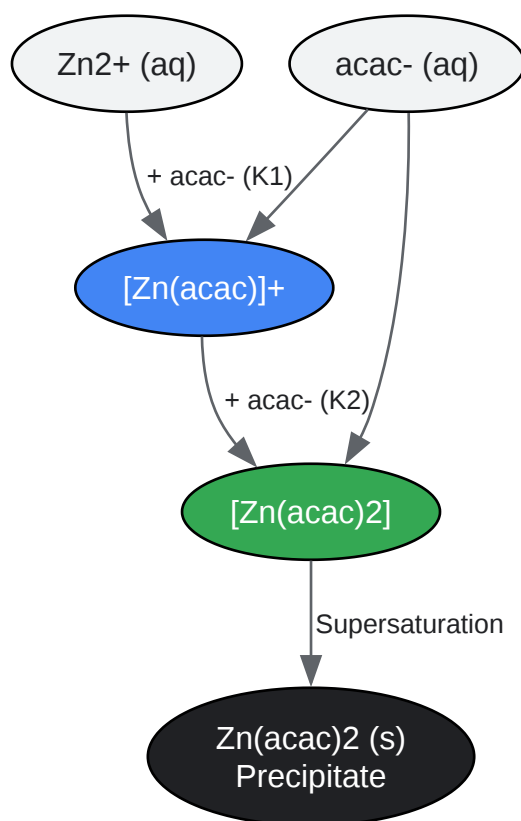 Zn2+ (aq)
acac- (aq)
+ acac- (K1)
[Zn(acac)]+
+ acac- (K2)
[Zn(acac)2]
Supersaturation
Zn(acac)2 (s)
Precipitate